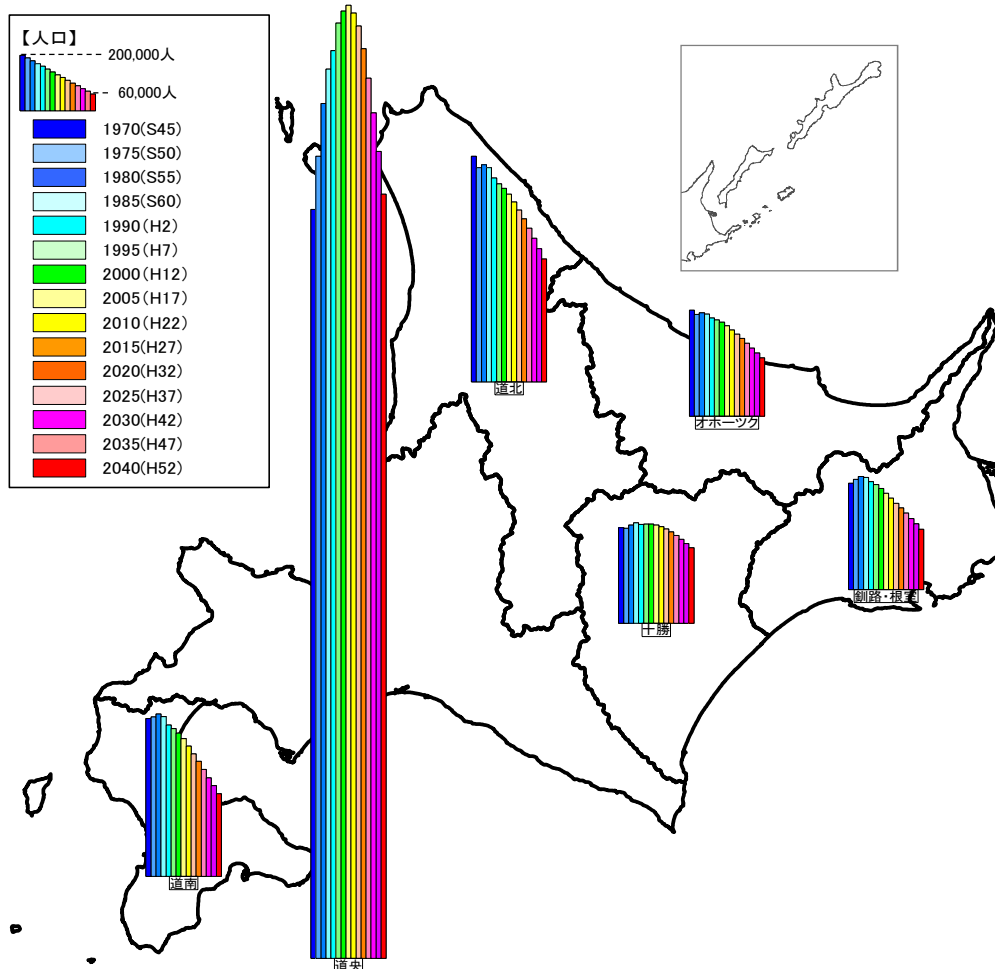 【人口】
200,000人
60,000人
1970(S45)
1975(S50)
1980(S55)
1985(S60)
1990(H2)
1995(H7)
2000(H12)
2005(H17)
2010(H22)
2015(H27)
2020(H32)
2025(H37)
2030(H42)
2035(H47)
2040(H52)
道北
オホーツク
釧路・根室
十勝
道南
道央